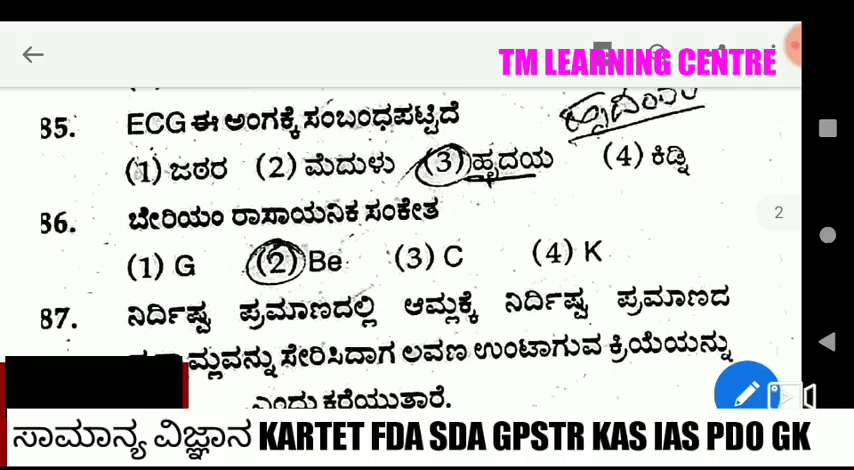 TM LEARNING CENTRE
85. ECG ಈ ಅಂಗಕ್ಕೆ ಸಂಬಂಧಪಟ್ಟಿದೆ
(1) ಜಠರ (2) ಮೆದುಳು (3) ಹೃದಯ (4) ಕಿಡ್ನಿ
86. ಬೇರಿಯಂ ರಾಸಾಯನಿಕ ಸಂಕೇತ
2
(1) G (2) Be (3) C (4) K
87. ನಿರ್ದಿಷ್ಟ ಪ್ರಮಾಣದಲ್ಲಿ ಆಮ್ಲಕ್ಕೆ ನಿರ್ದಿಷ್ಟ ಪ್ರಮಾಣದ
ಸೇರಿಸಿದಾಗ ಲವಣ ಉಂಟಾಗುವ ಕ್ರಿಯೆಯನ್ನು
ಎಂದು ಕರೆಯುತ್ತಾರೆ.
ಸಾಮಾನ್ಯ ವಿಜ್ಞಾನ KARTET FDA SDA GPSTR KAS IAS PDO GK